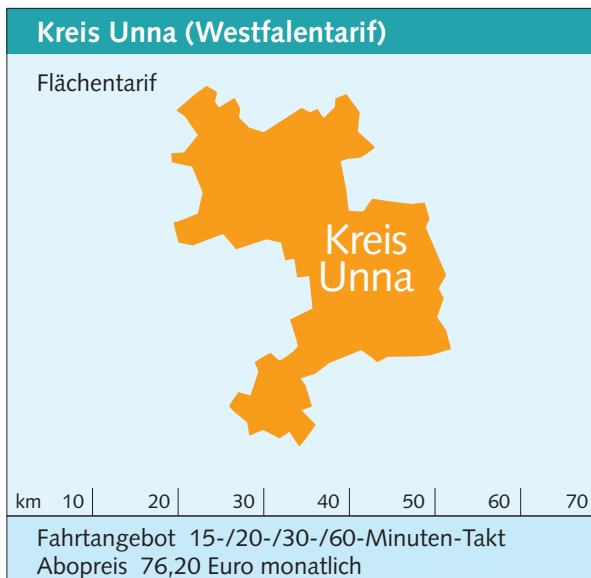 Kreis Unna (Westfalentarif)
Flächentarif
Kreis
Unna
km 10 20 30 40 50 60 70
Fahrtangebot 15-/20-/30-/60-Minuten-Takt
Abopreis 76,20 Euro monatlich